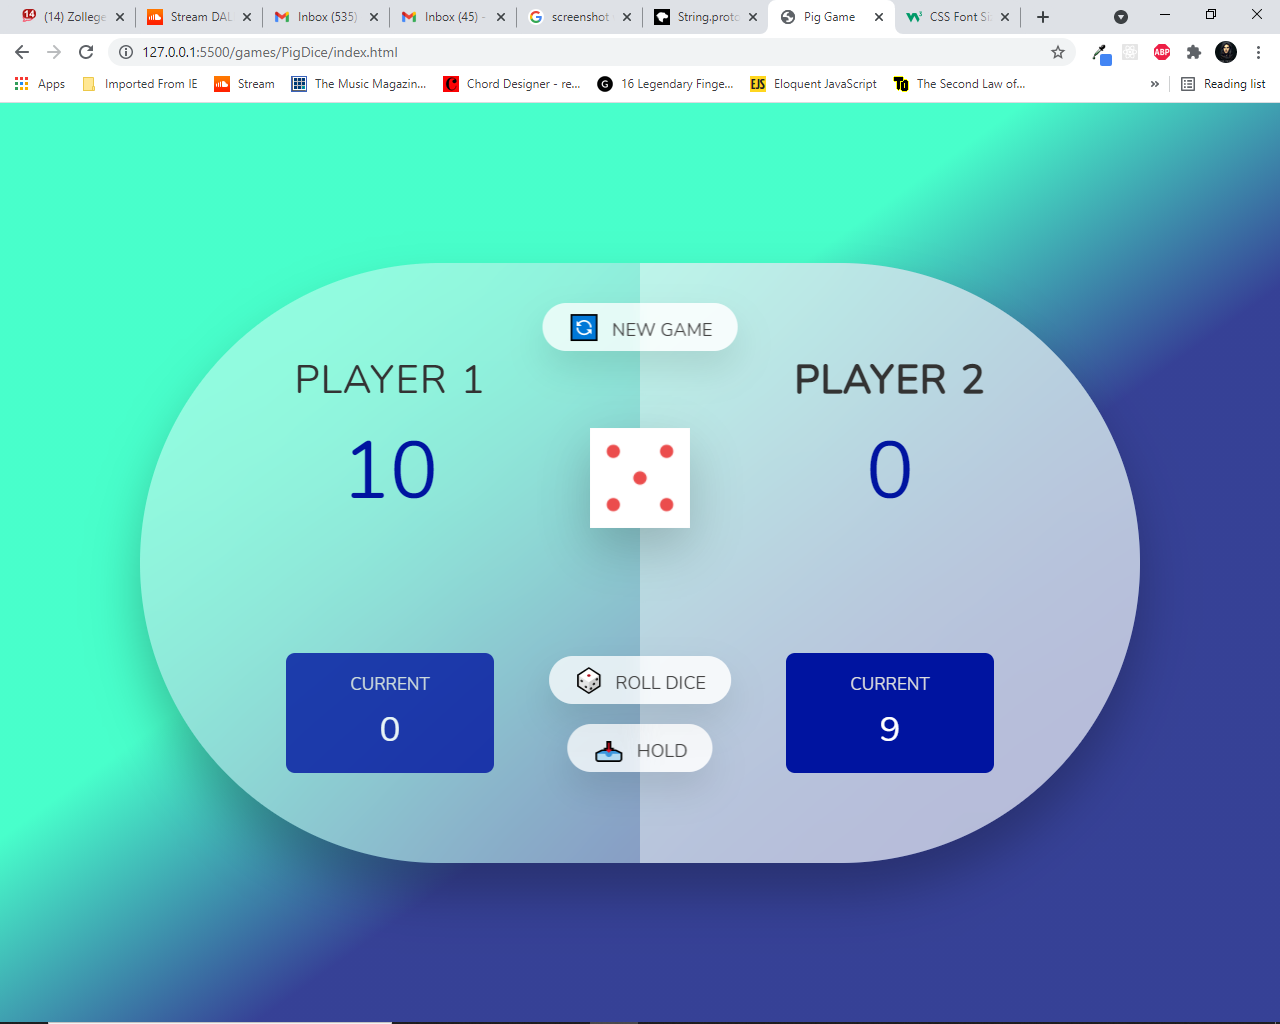 (14) Zollege
Stream DAL
Inbox (535)
Inbox (45) -
screenshot
String.proto
Pig Game
CSS Font Si
127.0.0.1:5500/games/PigDice/index.html
ABP
Apps
Imported From IE
Stream
The Music Magazin...
Chord Designer - re...
16 Legendary Finge...
EJS
Eloquent JavaScript
The Second Law of...
»
Reading list
NEW GAME
PLAYER 1
PLAYER 2
10
0
CURRENT
0
ROLL DICE
HOLD
CURRENT
9